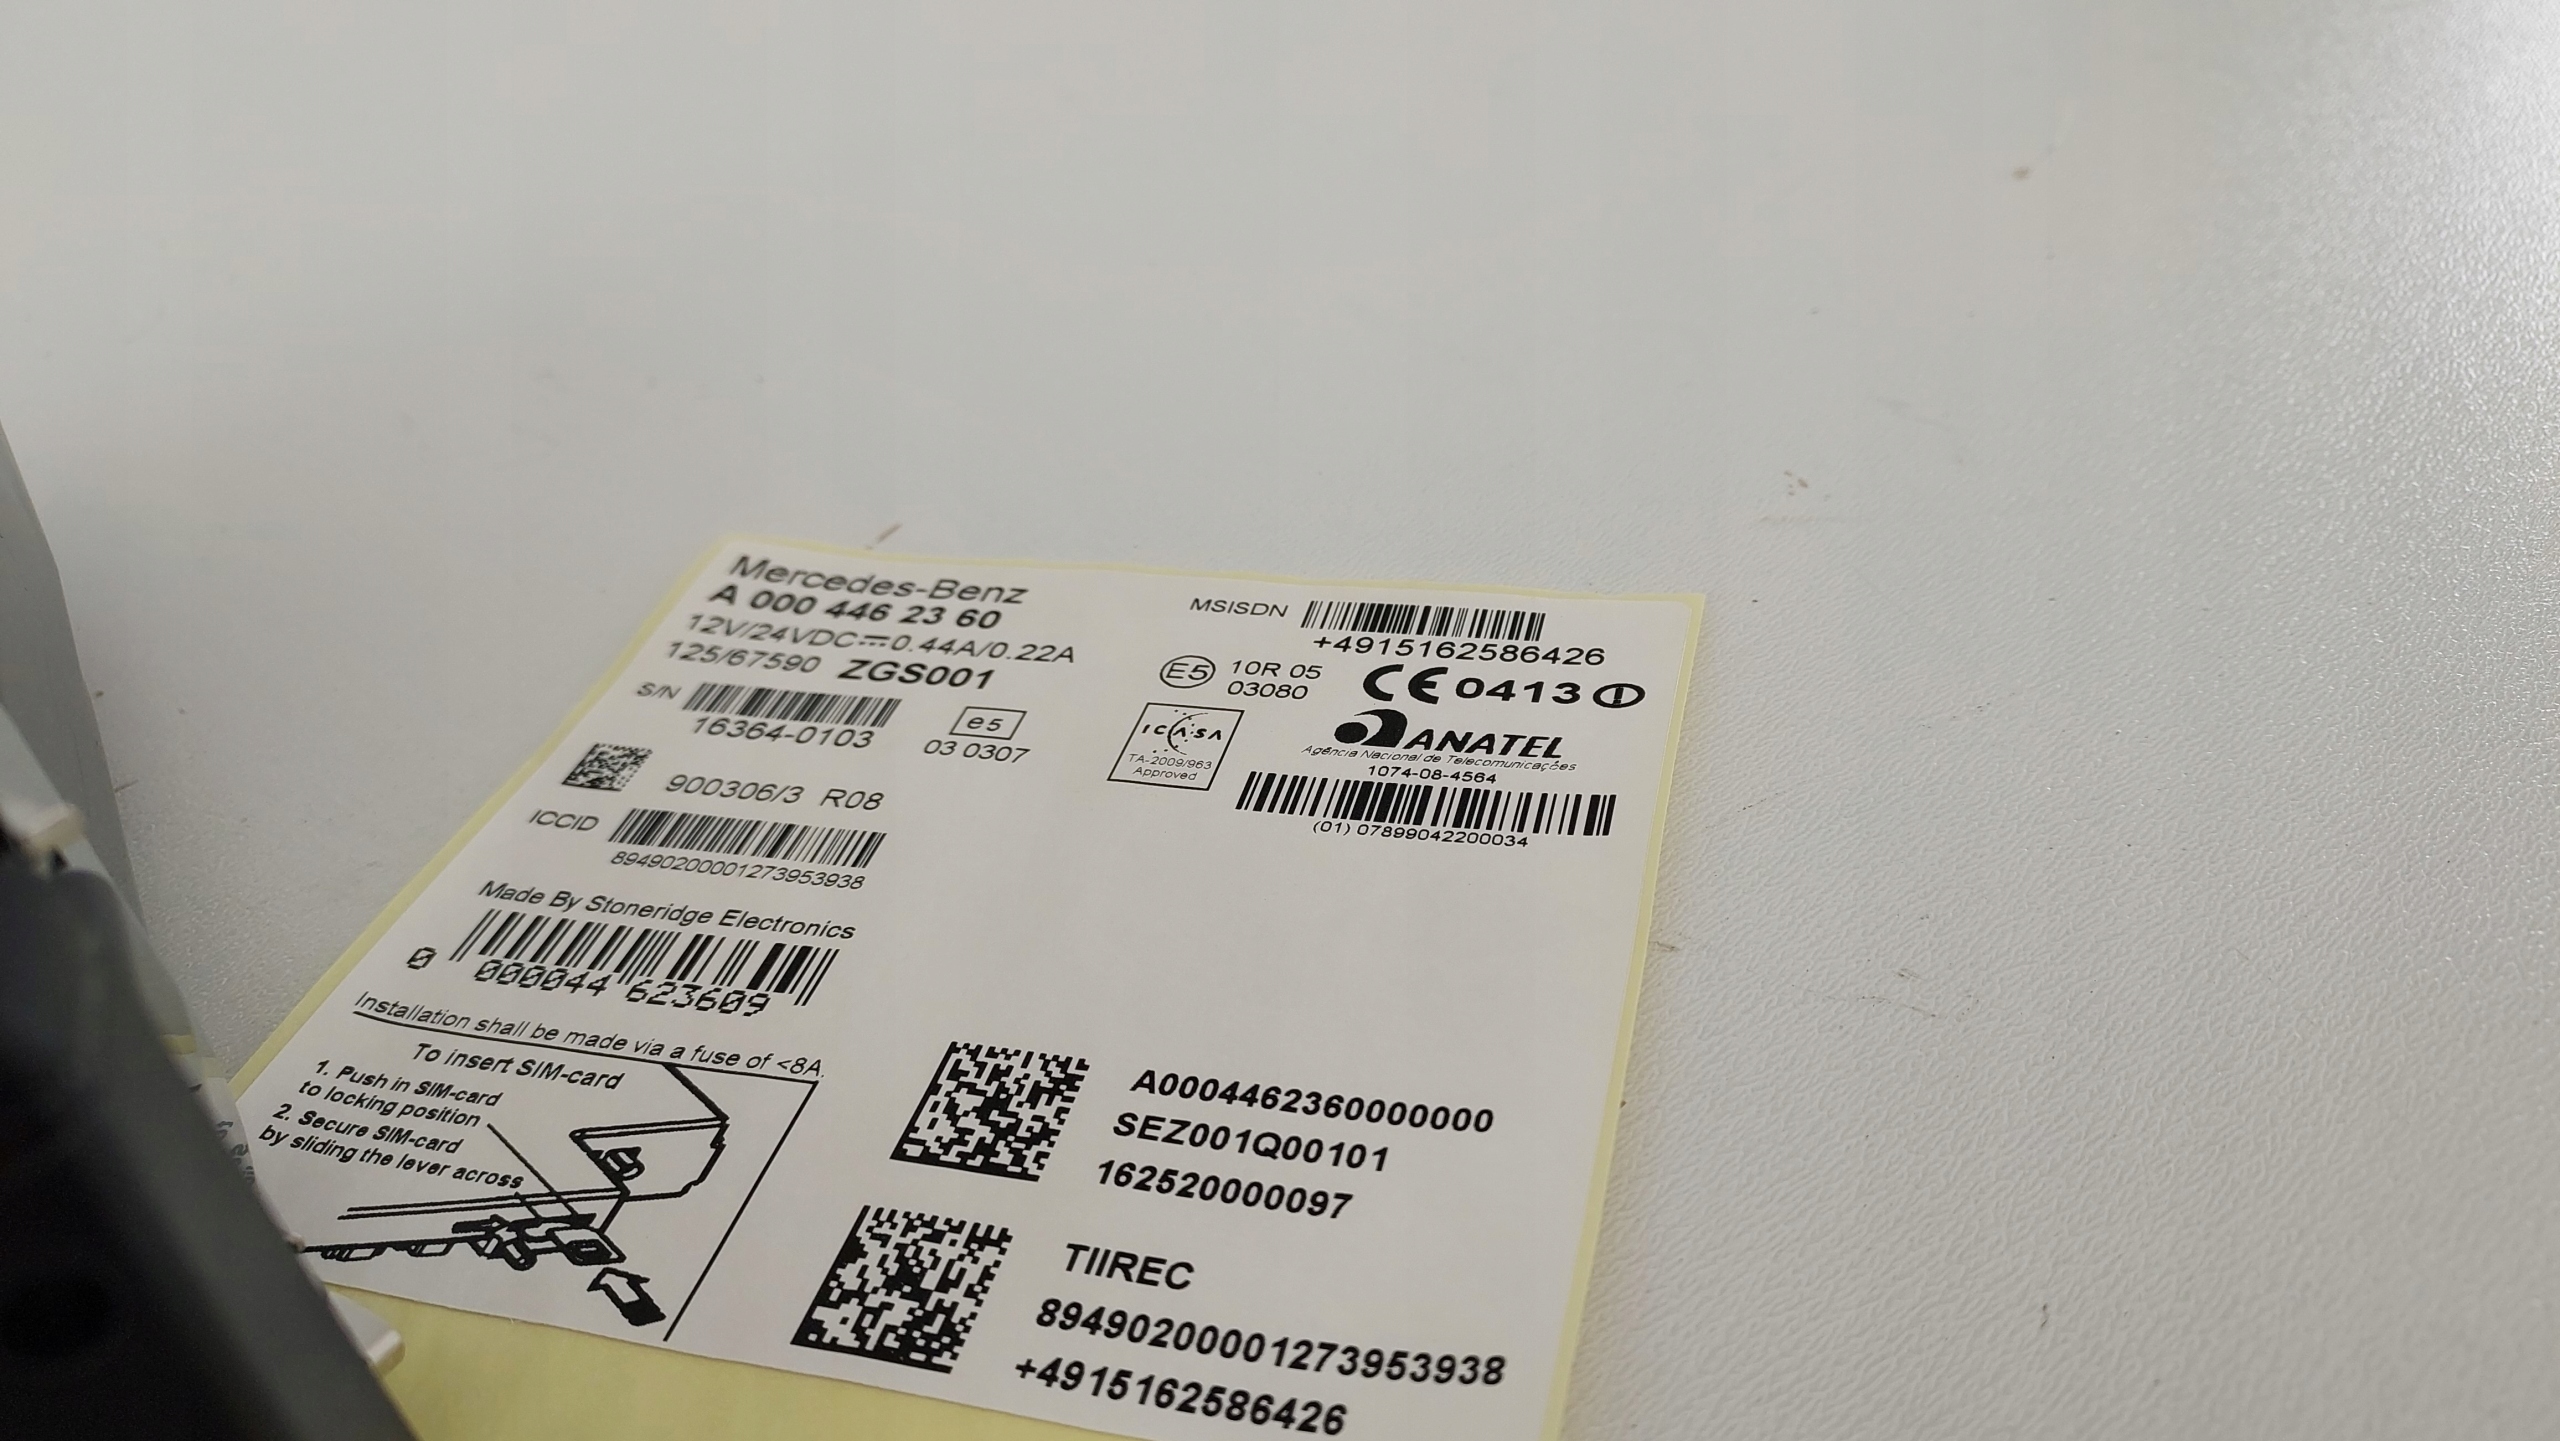 Mercedes-Benz
A 000 446 23 60
12V/24VDC⎓0.44A/0.22A
125/67590 ZGS001
S/N
16364-0103
e5
03 0307
900306/3 R08
ICCID
89490200001273953938
Made By Stoneridge Electronics
0 000044 623609
Installation shall be made via a fuse of <8A.
To insert SIM-card
1. Push in SIM-card
to locking position
2. Secure SIM-card
by sliding the lever across
MSISDN
+4915162586426
E5 10R 05
03080
CE 0413
ICASA
TA-2009/963
Approved
ANATEL
Agência Nacional de Telecomunicações
1074-08-4564
(01) 07899042200034
A0004462360000000
SEZ001Q00101
162520000097
TIIREC
89490200001273953938
+4915162586426